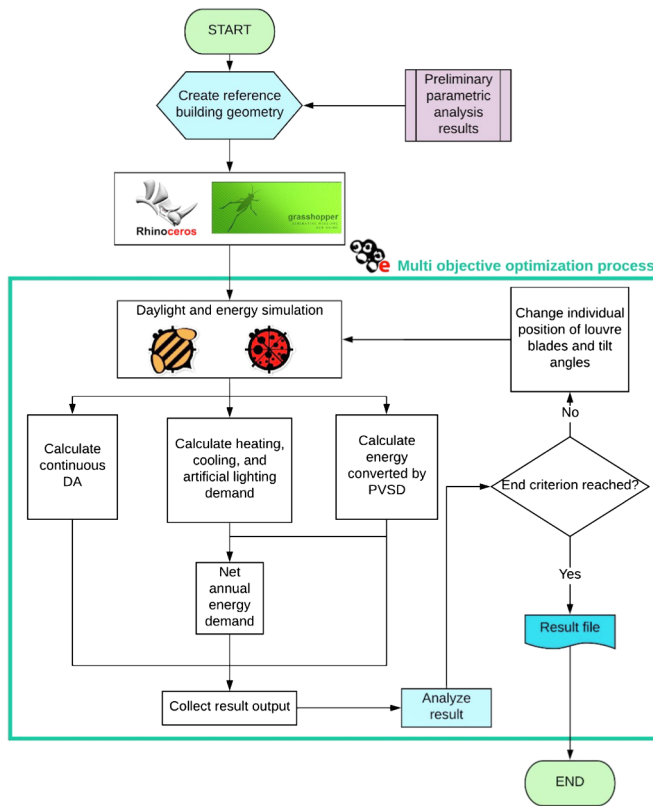 START
Create reference
building geometry
Preliminary
parametric
analysis
results
Rhinoceros
grasshopper
e Multi objective optimization process
Daylight and energy simulation
Change individual
position of louvre
blades and tilt
angles
No
Calculate
continuous
DA
Calculate heating,
cooling, and
artificial lighting
demand
Calculate
energy
converted by
PVSD
End criterion reached?
Net
annual
energy
demand
Yes
Result file
Collect result output
Analyze
result
END